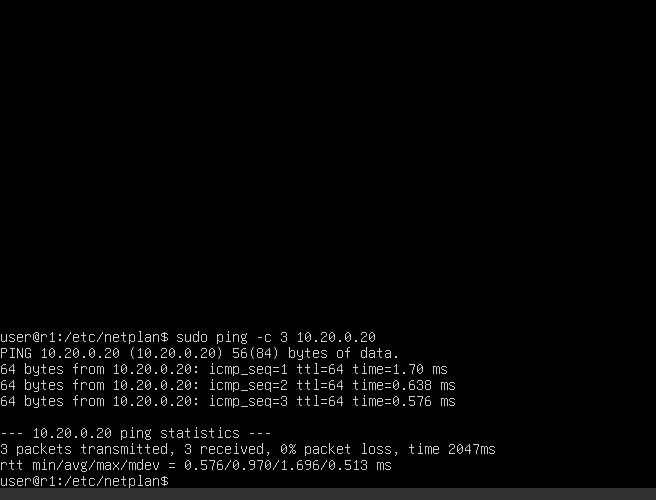 user@r1:/etc/netplan$ sudo ping -c 3 10.20.0.20
PING 10.20.0.20 (10.20.0.20) 56(84) bytes of data.
64 bytes from 10.20.0.20: icmp_seq=1 ttl=64 time=1.70 ms
64 bytes from 10.20.0.20: icmp_seq=2 ttl=64 time=0.638 ms
64 bytes from 10.20.0.20: icmp_seq=3 ttl=64 time=0.576 ms
--- 10.20.0.20 ping statistics ---
3 packets transmitted, 3 received, 0% packet loss, time 2047ms
rtt min/avg/max/mdev = 0.576/0.970/1.696/0.513 ms
user@r1:/etc/netplan$